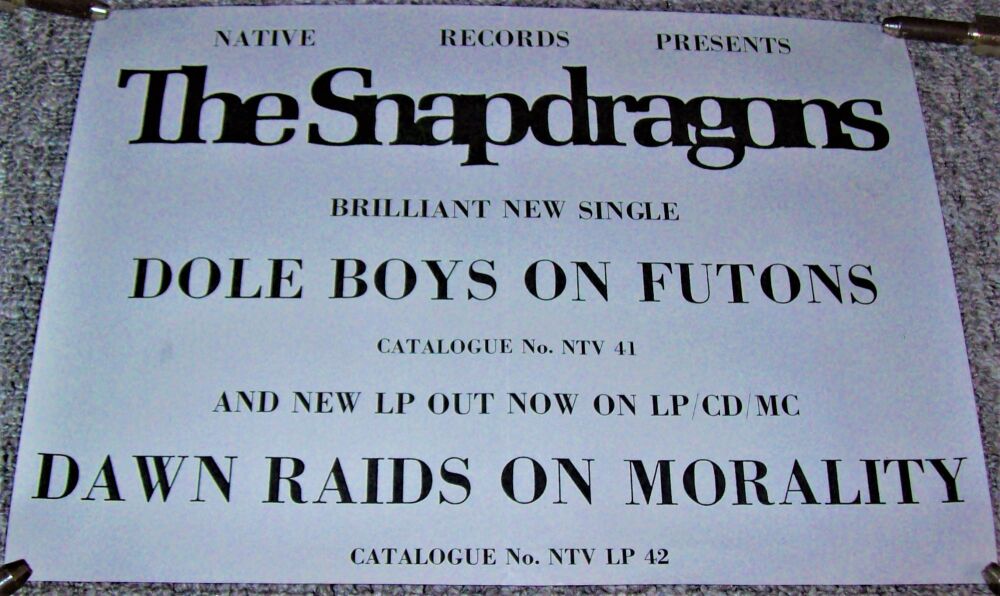 NATIVE RECORDS PRESENTS
The Snapdragons
BRILLIANT NEW SINGLE
DOLE BOYS ON FUTONS
CATALOGUE No. NTV 41
AND NEW LP OUT NOW ON LP/CD/MC
DAWN RAIDS ON MORALITY
CATALOGUE No. NTV LP 42